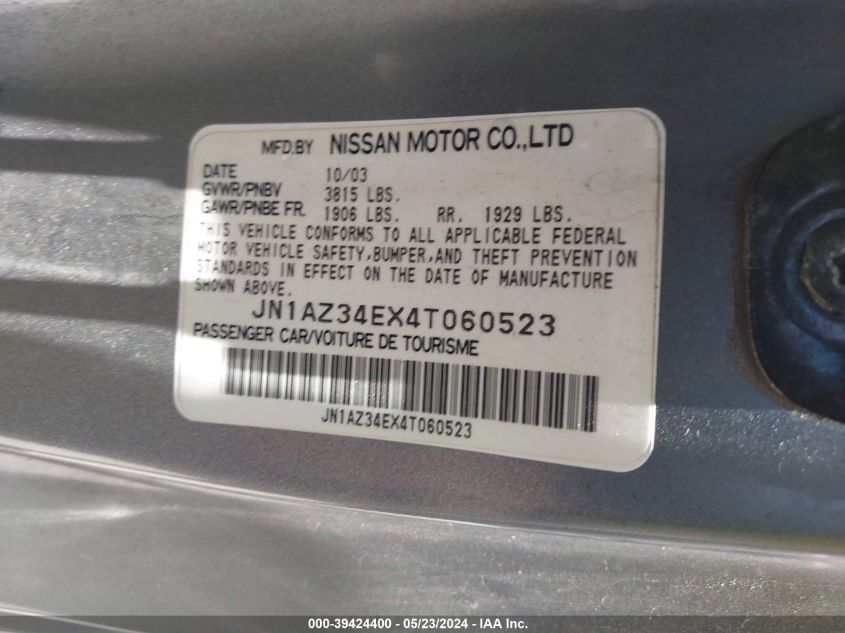 MFD.BY NISSAN MOTOR CO.,LTD
DATE 10/03
GVWR/PNBV 3815 LBS.
GAWR/PNBE FR. 1906 LBS. RR. 1929 LBS.
THIS VEHICLE CONFORMS TO ALL APPLICABLE FEDERAL
MOTOR VEHICLE SAFETY,BUMPER,AND THEFT PREVENTION
STANDARDS IN EFFECT ON THE DATE OF MANUFACTURE
SHOWN ABOVE.
JN1AZ34EX4T060523
PASSENGER CAR/VOITURE DE TOURISME
JN1AZ34EX4T060523
000-39424400 - 05/23/2024 - IAA Inc.